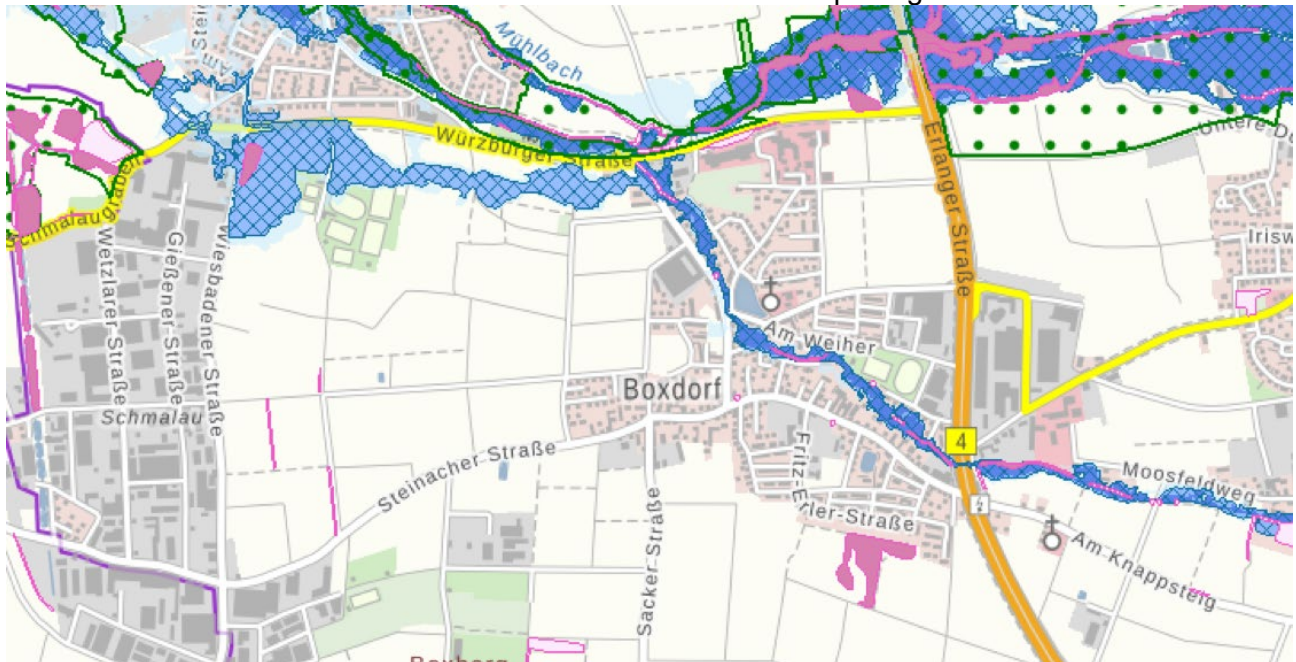 Mühlbach
Würzburger Straße
Erlanger Straße
Schmalaugraben
Wetzlarer-Straße
Gießener-Straße
Wiesbadener Straße
Am Weiher
Boxdorf
Schmalau
4
Steinacher Straße
Fritz-Erler-Straße
Moosfeldweg
Sacker-Straße
Am Knappsteig